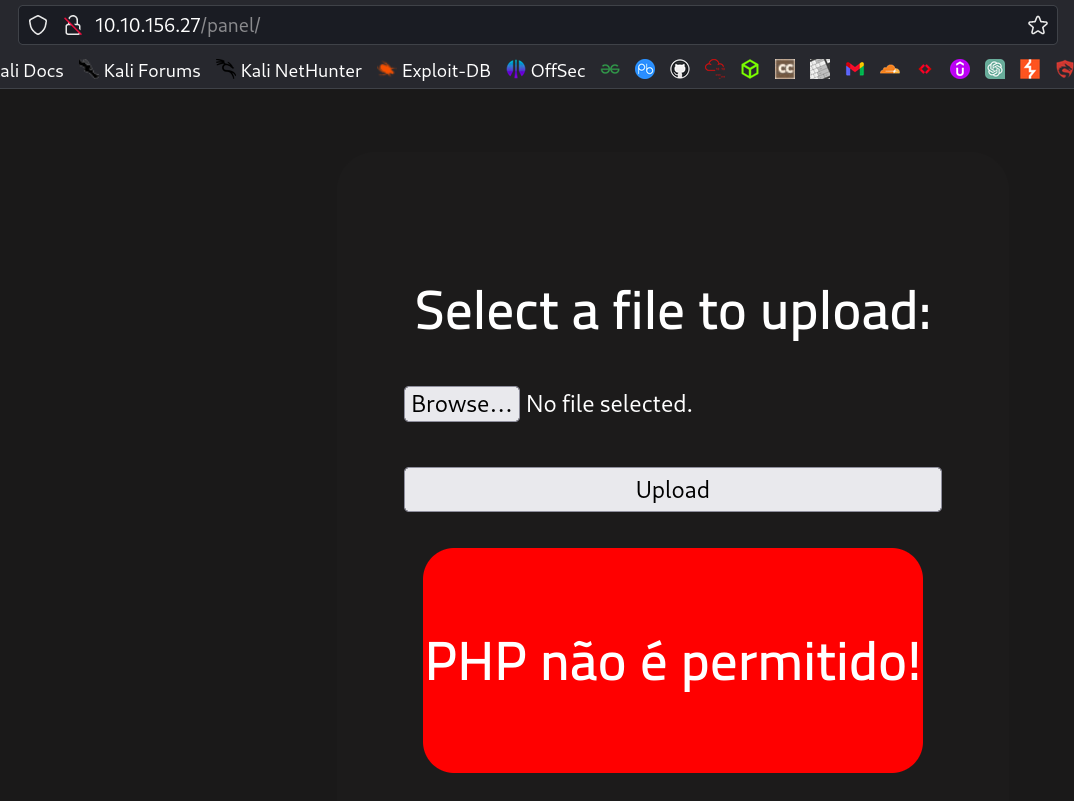 10.10.156.27/panel/
ali Docs Kali Forums Kali NetHunter Exploit-DB OffSec
Select a file to upload:
Browse... No file selected.
Upload
PHP não é permitido!